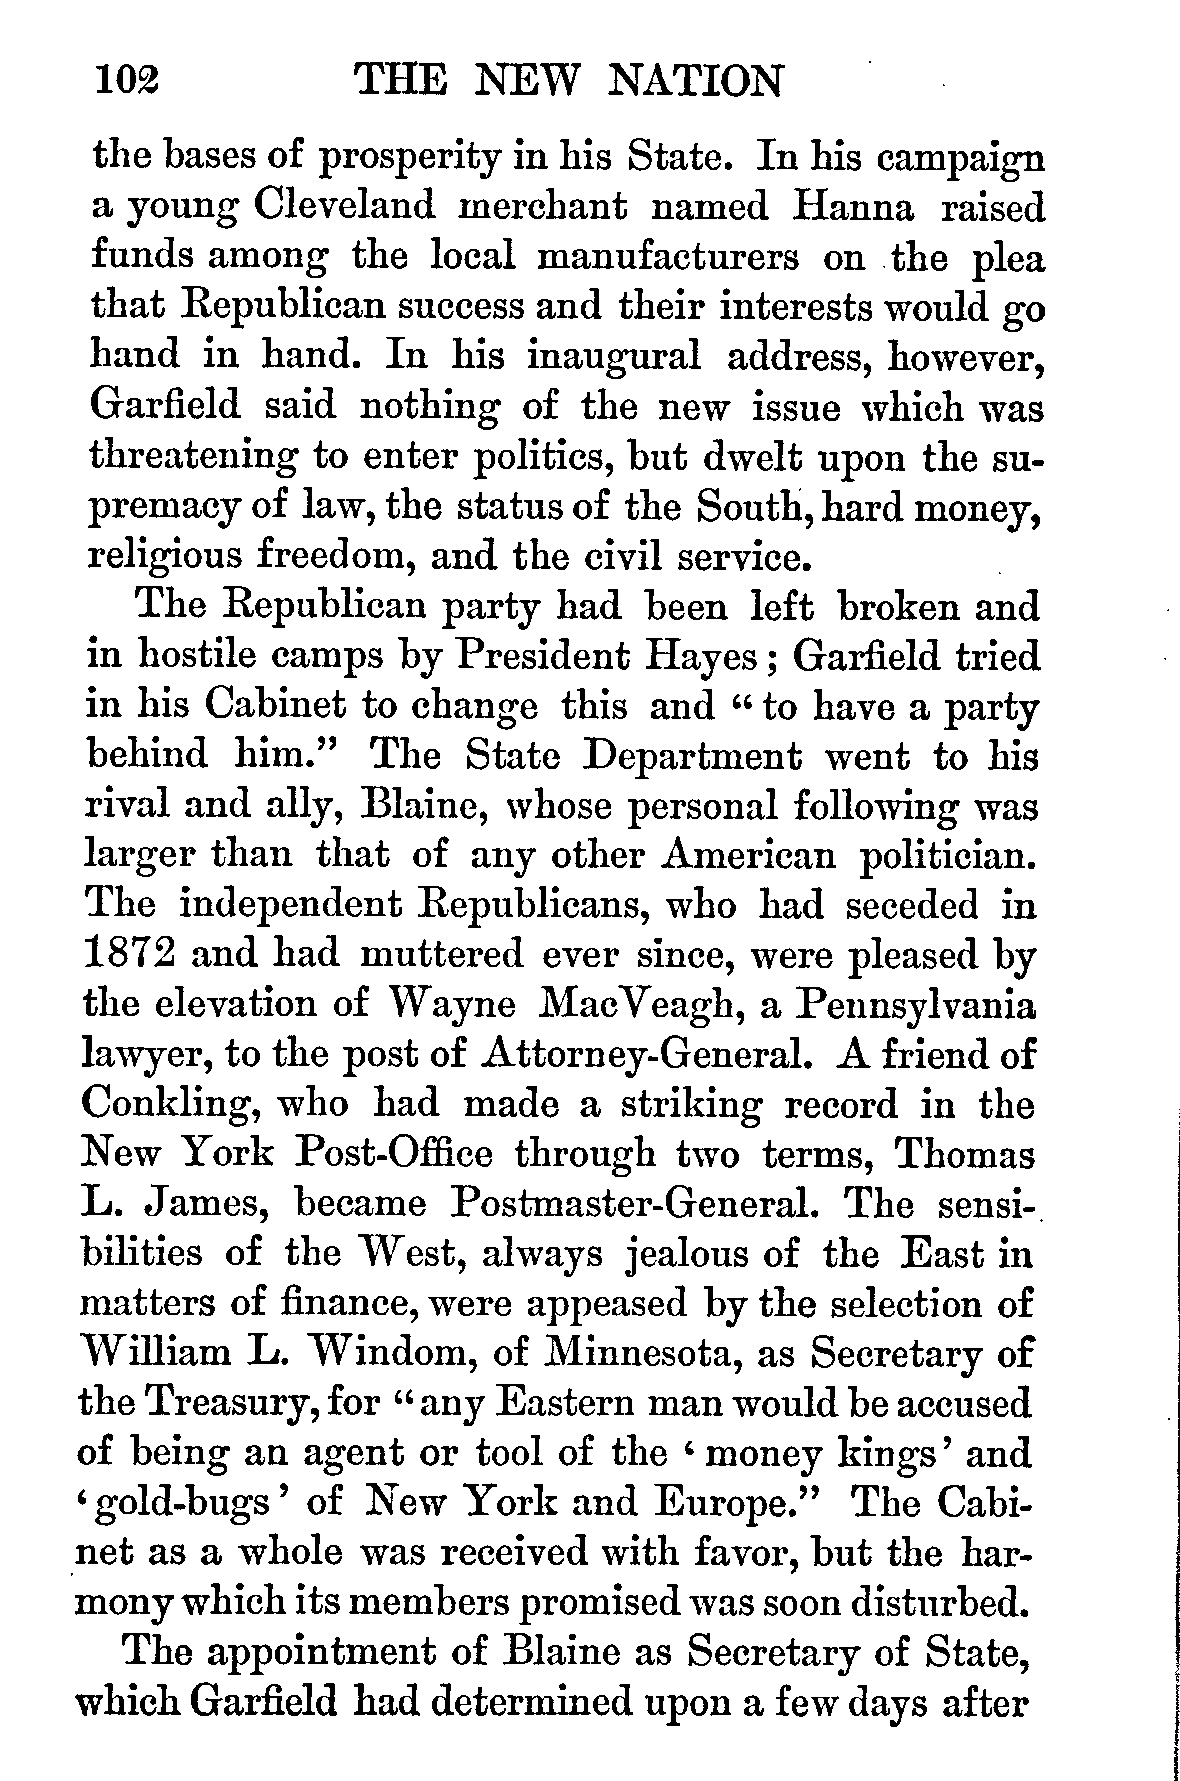 102 THE NEW NATION
the bases of prosperity in his State. In his campaign
a young Cleveland merchant named Hanna raised
funds among the local manufacturers on the plea
that Republican success and their interests would go
hand in hand. In his inaugural address, however,
Garfield said nothing of the new issue which was
threatening to enter politics, but dwelt upon the su-
premacy of law, the status of the South, hard money,
religious freedom, and the civil service.
The Republican party had been left broken and
in hostile camps by President Hayes; Garfield tried
in his Cabinet to change this and “to have a party
behind him.” The State Department went to his
rival and ally, Blaine, whose personal following was
larger than that of any other American politician.
The independent Republicans, who had seceded in
1872 and had muttered ever since, were pleased by
the elevation of Wayne MacVeagh, a Pennsylvania
lawyer, to the post of Attorney-General. A friend of
Conkling, who had made a striking record in the
New York Post-Office through two terms, Thomas
L. James, became Postmaster-General. The sensi-
bilities of the West, always jealous of the East in
matters of finance, were appeased by the selection of
William L. Windom, of Minnesota, as Secretary of
the Treasury, for “any Eastern man would be accused
of being an agent or tool of the ‘money kings’ and
‘gold-bugs’ of New York and Europe.” The Cabi-
net as a whole was received with favor, but the har-
mony which its members promised was soon disturbed.
The appointment of Blaine as Secretary of State,
which Garfield had determined upon a few days after